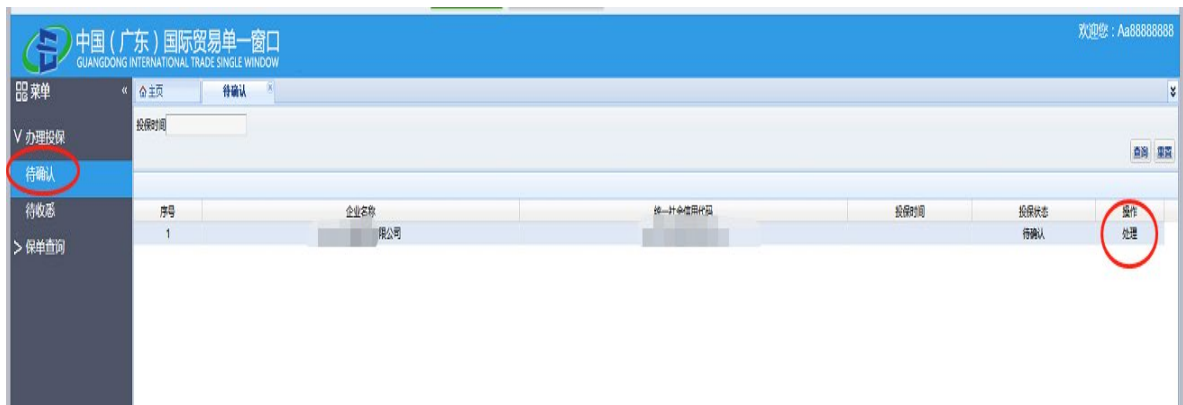 中国（广东）国际贸易单一窗口
GUANGDONG INTERNATIONAL TRADE SINGLE WINDOW
欢迎您：Aa88888888
菜单 «
主页 待确认
∨ 办理投保
待确认
待收悉
> 保单查询
投保时间
查询 重置
序号 企业名称 统一社会信用代码 投保时间 投保状态 操作
1 限公司 待确认 处理